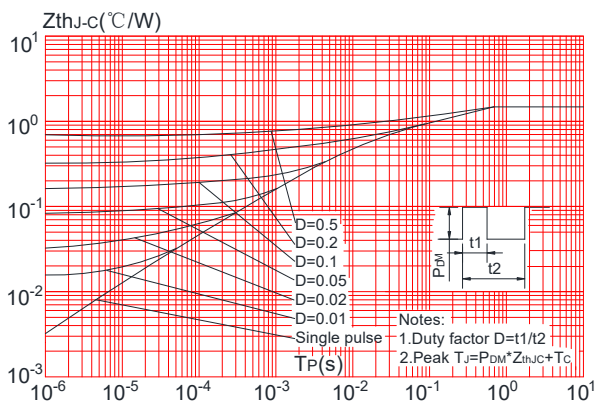 ZthJ-C(℃/W)
10¹
10⁰
10⁻¹
10⁻²
10⁻³
D=0.5
D=0.2
D=0.1
D=0.05
D=0.02
D=0.01
Single pulse
TP(s)
PDM
t1
t2
Notes:
1.Duty factor D=t1/t2
2.Peak TJ=PDM*ZthJC+TC
10⁻⁶ 10⁻⁵ 10⁻⁴ 10⁻³ 10⁻² 10⁻¹ 10⁰ 10¹